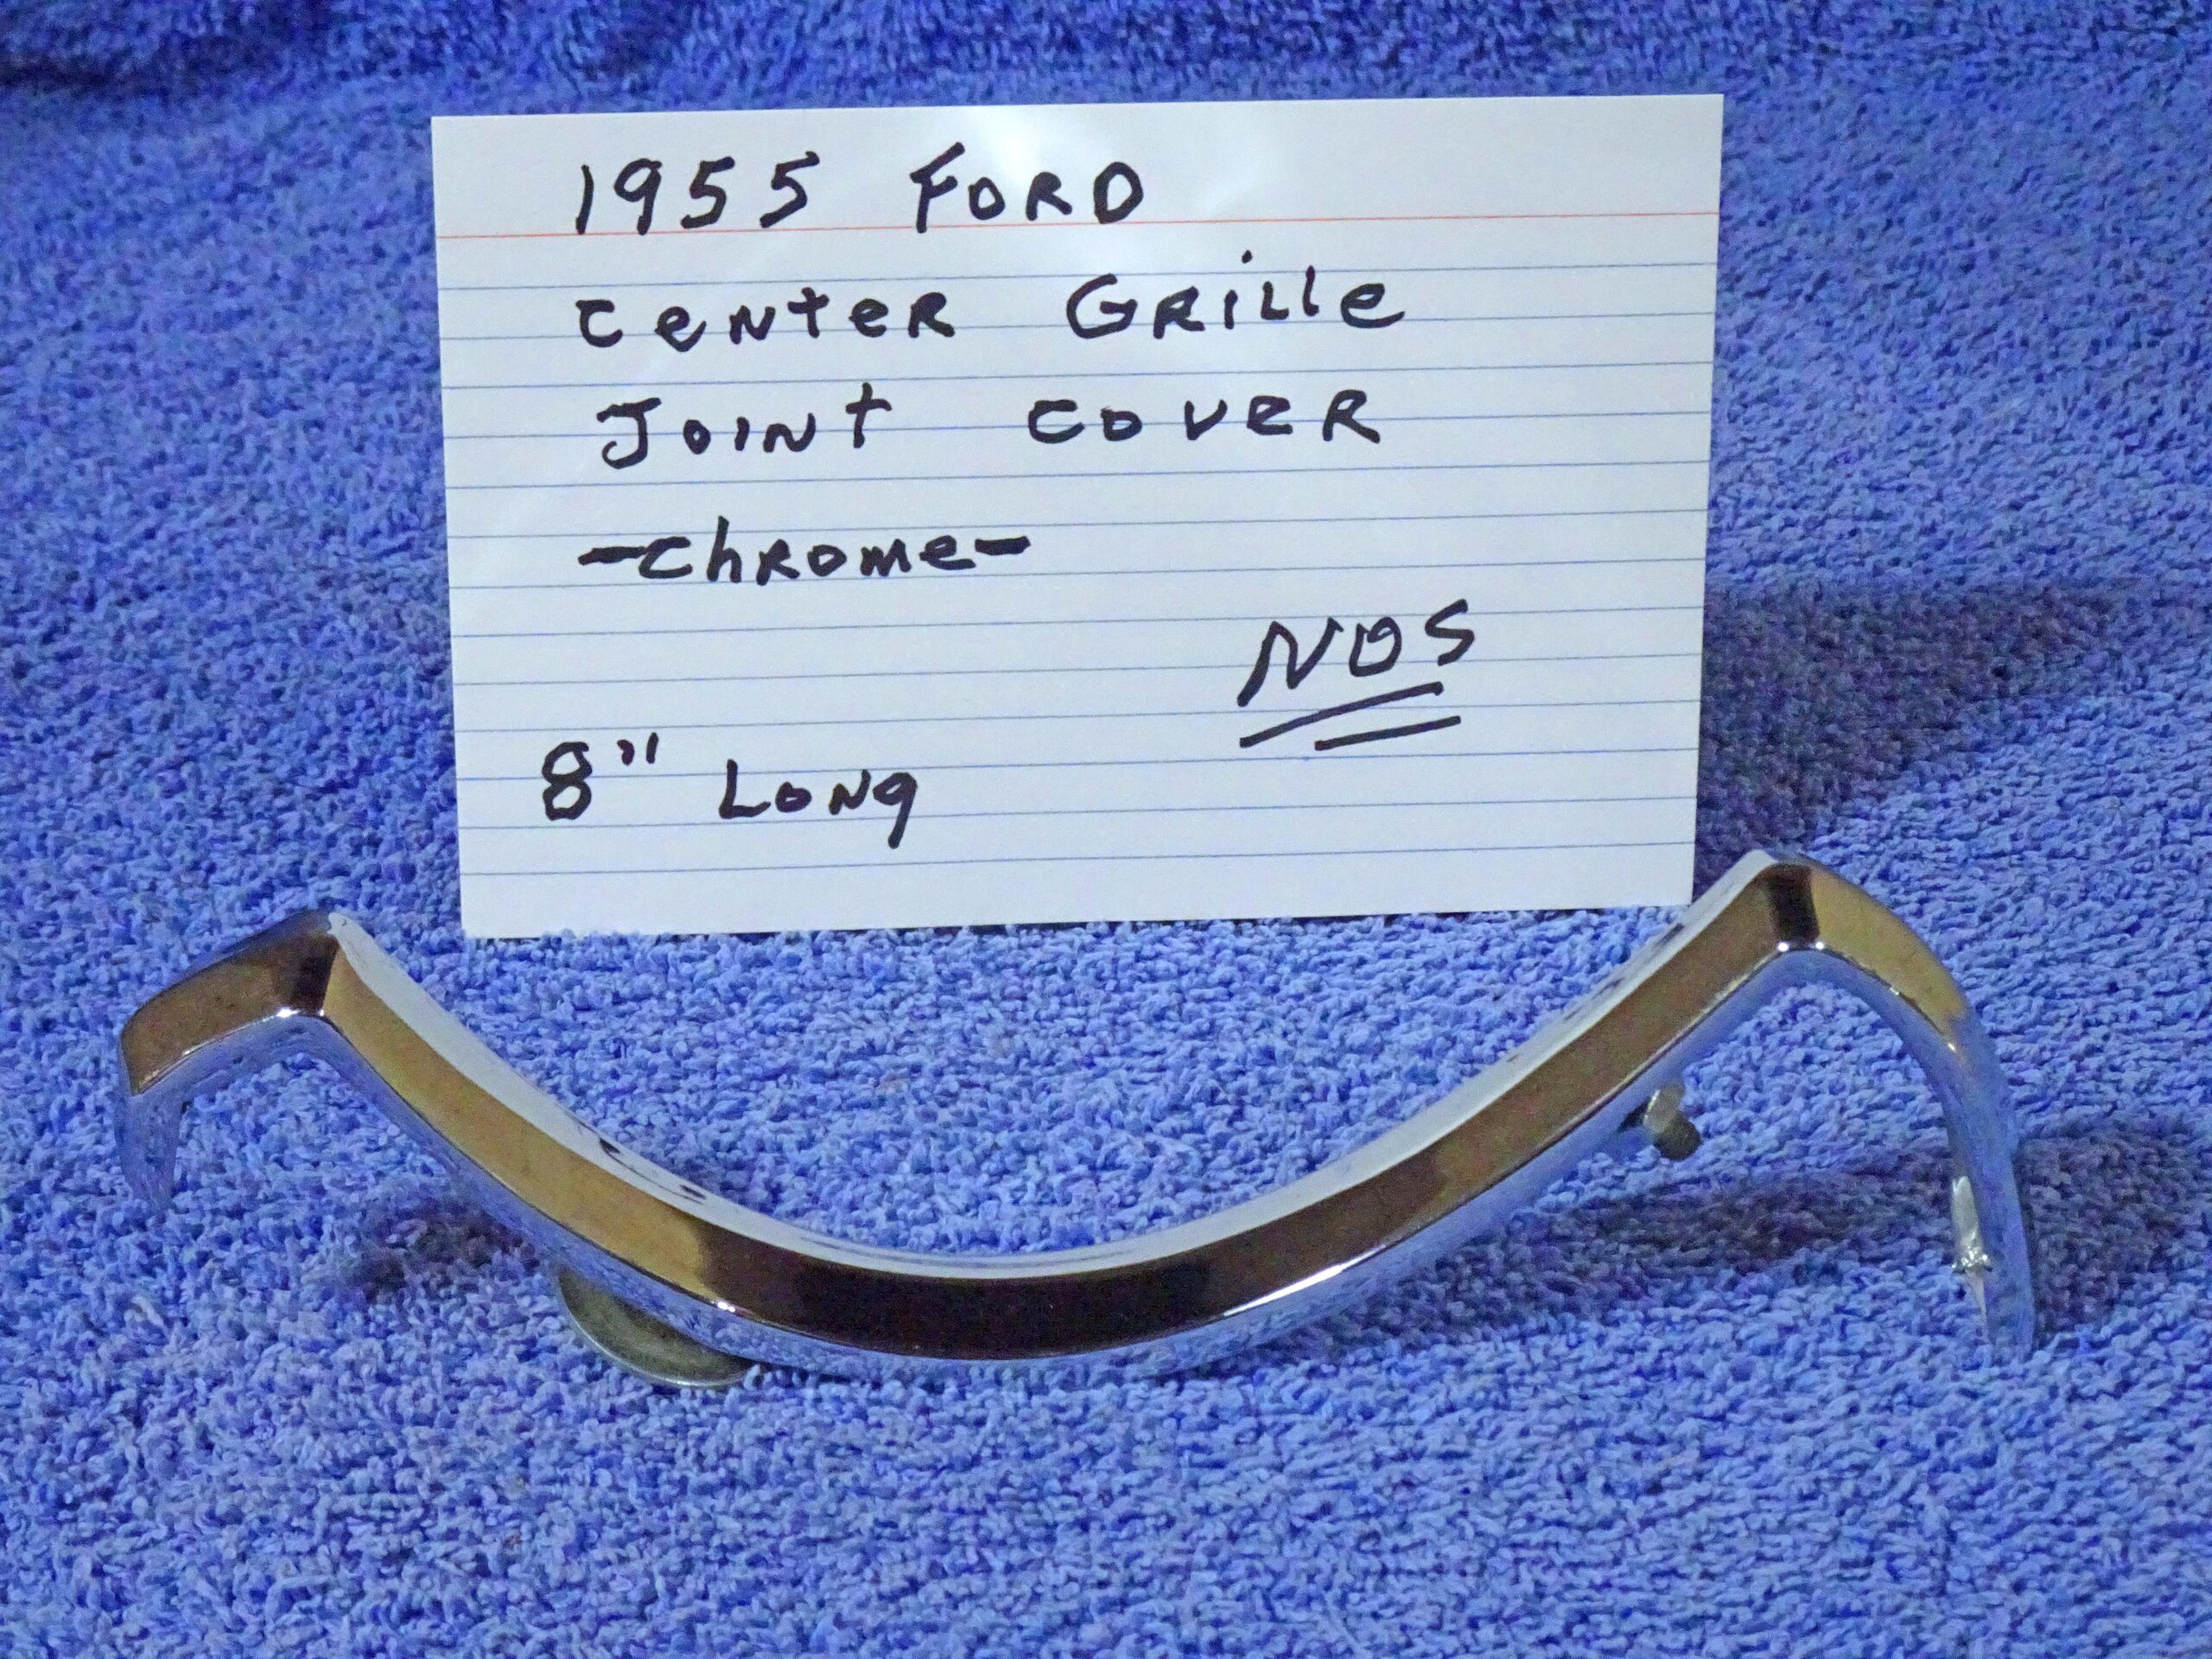 1955 FORD
CeNteR GRille
JOINt COVeR
-ChRome-
NOS
8" LONg